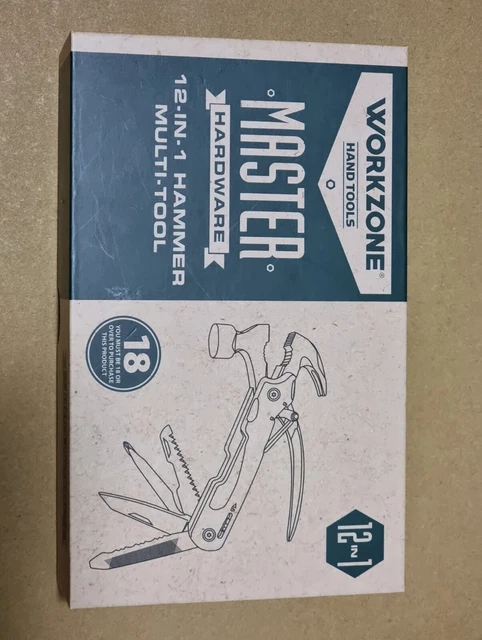 WORKZONE®
HAND TOOLS
MASTER
HARDWARE
12-IN-1 HAMMER
MULTI-TOOL
18
YOU MUST BE 18 OR
OVER TO PURCHASE
THIS PRODUCT
12 IN 1